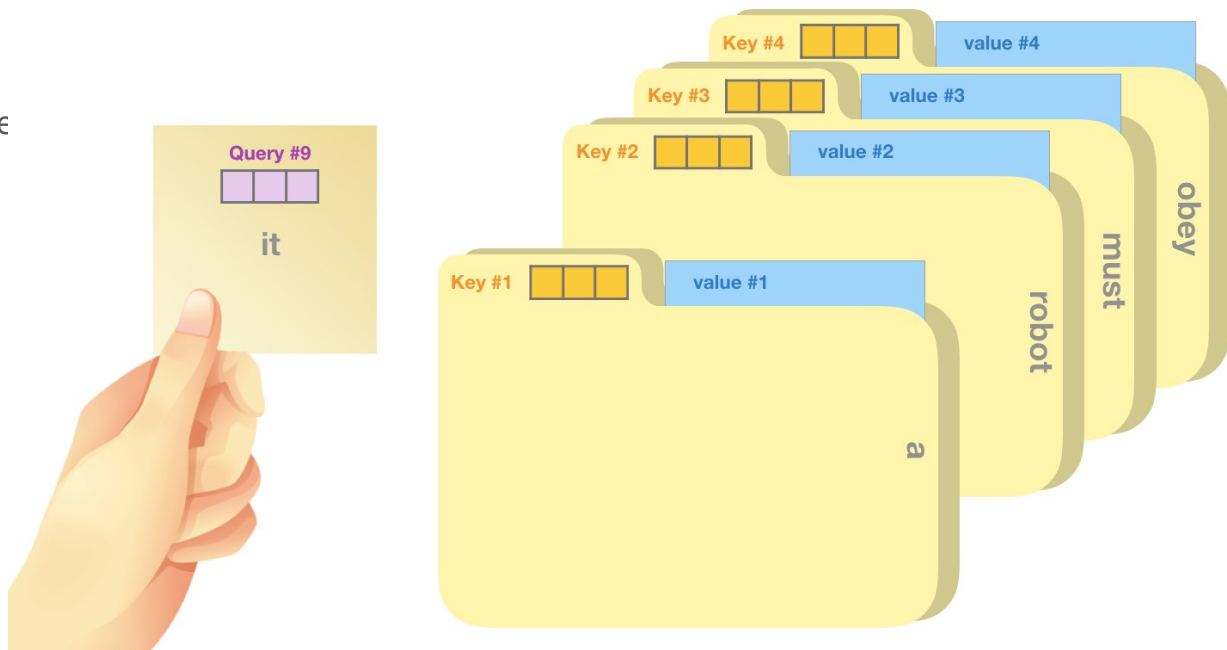 e
Query #9
it
Key #4 value #4
Key #3 value #3
Key #2 value #2
Key #1 value #1
obey
must
robot
a